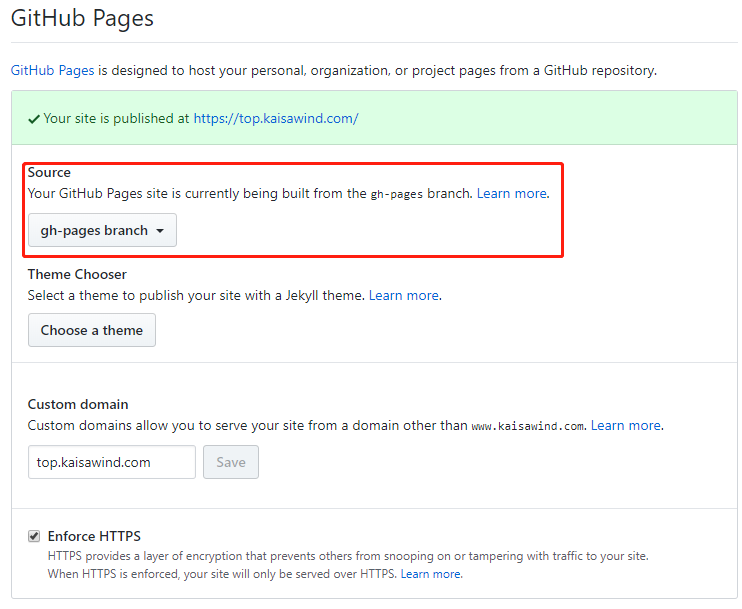 GitHub Pages
GitHub Pages is designed to host your personal, organization, or project pages from a GitHub repository.
Your site is published at https://top.kaisawind.com/
Source
Your GitHub Pages site is currently being built from the gh-pages branch. Learn more.
gh-pages branch
Theme Chooser
Select a theme to publish your site with a Jekyll theme. Learn more.
Choose a theme
Custom domain
Custom domains allow you to serve your site from a domain other than www.kaisawind.com. Learn more.
top.kaisawind.com Save
Enforce HTTPS
HTTPS provides a layer of encryption that prevents others from snooping on or tampering with traffic to your site.
When HTTPS is enforced, your site will only be served over HTTPS. Learn more.